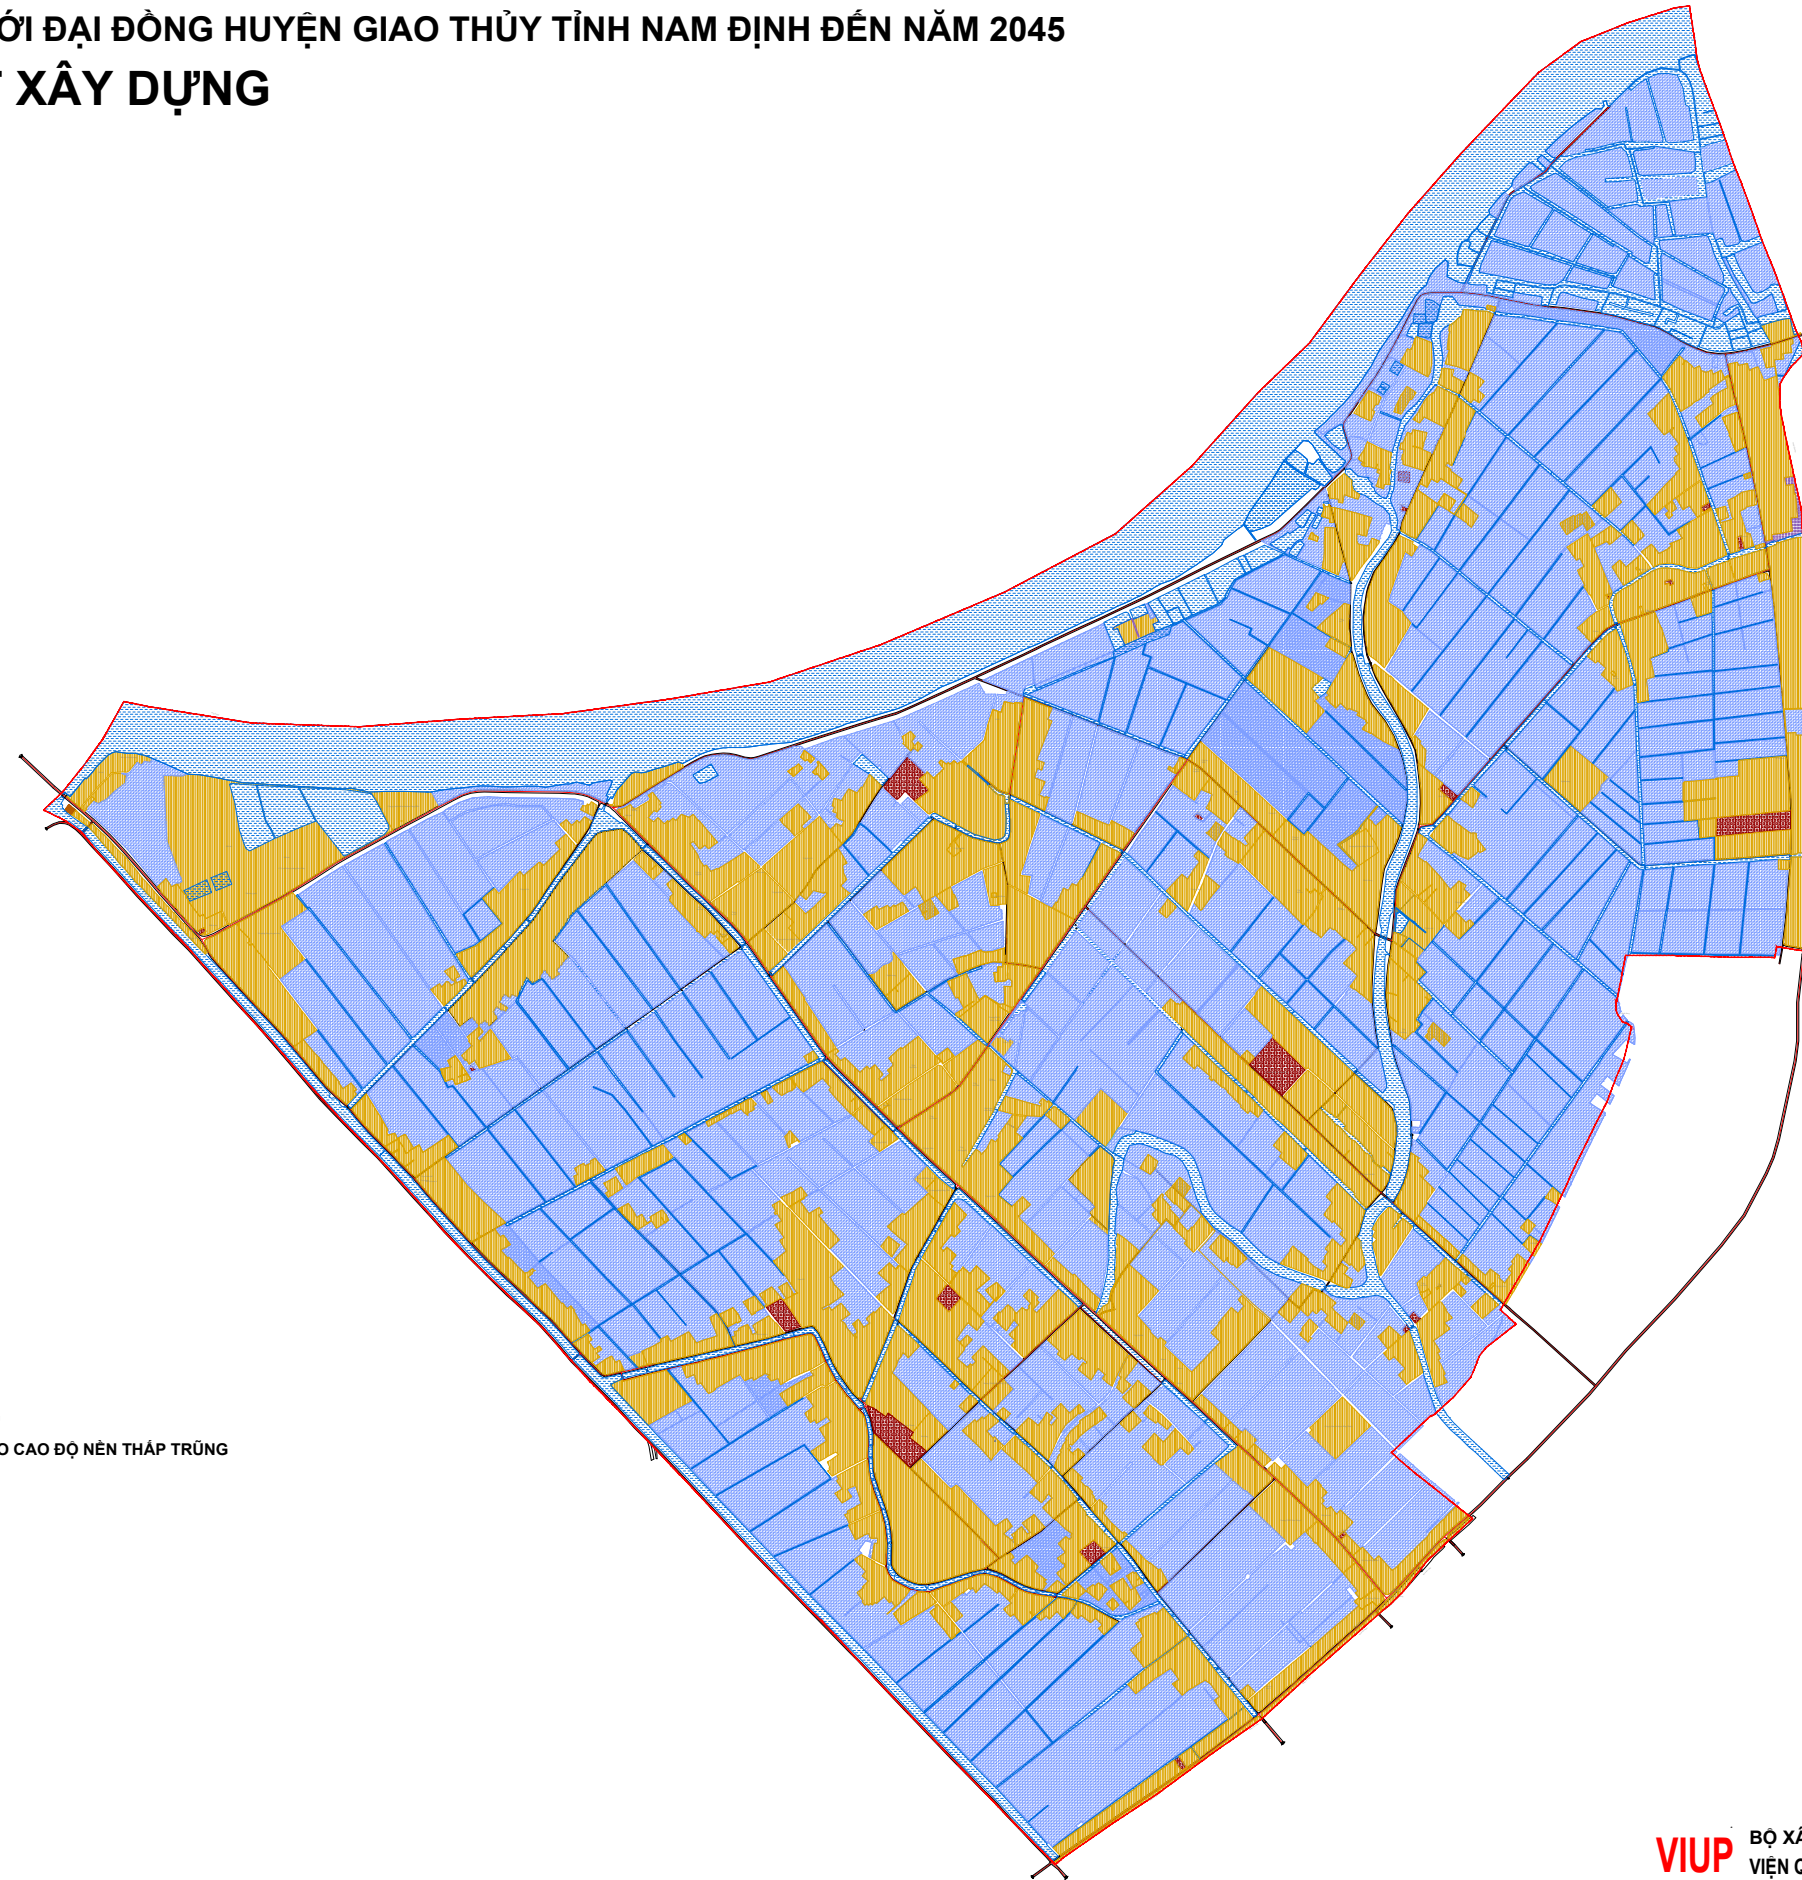 ỚI ĐẠI ĐỒNG HUYỆN GIAO THỦY TỈNH NAM ĐỊNH ĐẾN NĂM 2045
XÂY DỰNG
O CAO ĐỘ NỀN THẤP TRŨNG
VIUP
BỘ XÂ
VIỆN Q